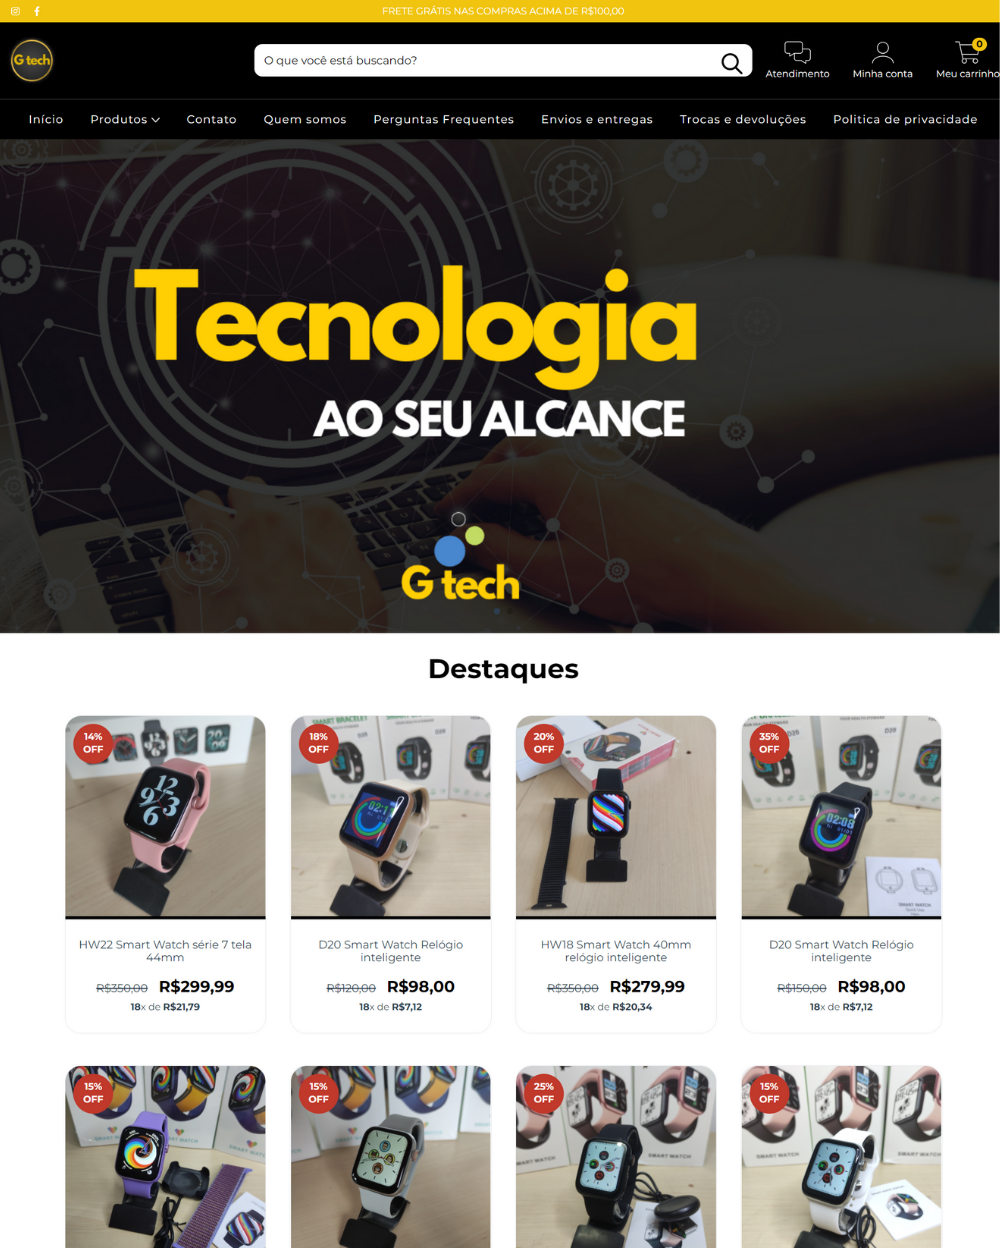 FRETE GRÁTIS NAS COMPRAS ACIMA DE R$100,00
G tech
O que você está buscando?
Atendimento
Minha conta
0
Meu carrinho
Início
Produtos
Contato
Quem somos
Perguntas Frequentes
Envios e entregas
Trocas e devoluções
Politica de privacidade
Tecnologia
AO SEU ALCANCE
G tech
Destaques
14% OFF
18% OFF
20% OFF
35% OFF
HW22 Smart Watch série 7 tela
44mm
R$350,00 R$299,99
18x de R$21,79
D20 Smart Watch Relógio
inteligente
R$120,00 R$98,00
18x de R$7,12
HW18 Smart Watch 40mm
relógio inteligente
R$350,00 R$279,99
18x de R$20,34
D20 Smart Watch Relógio
inteligente
R$150,00 R$98,00
18x de R$7,12
15% OFF
15% OFF
25% OFF
15% OFF